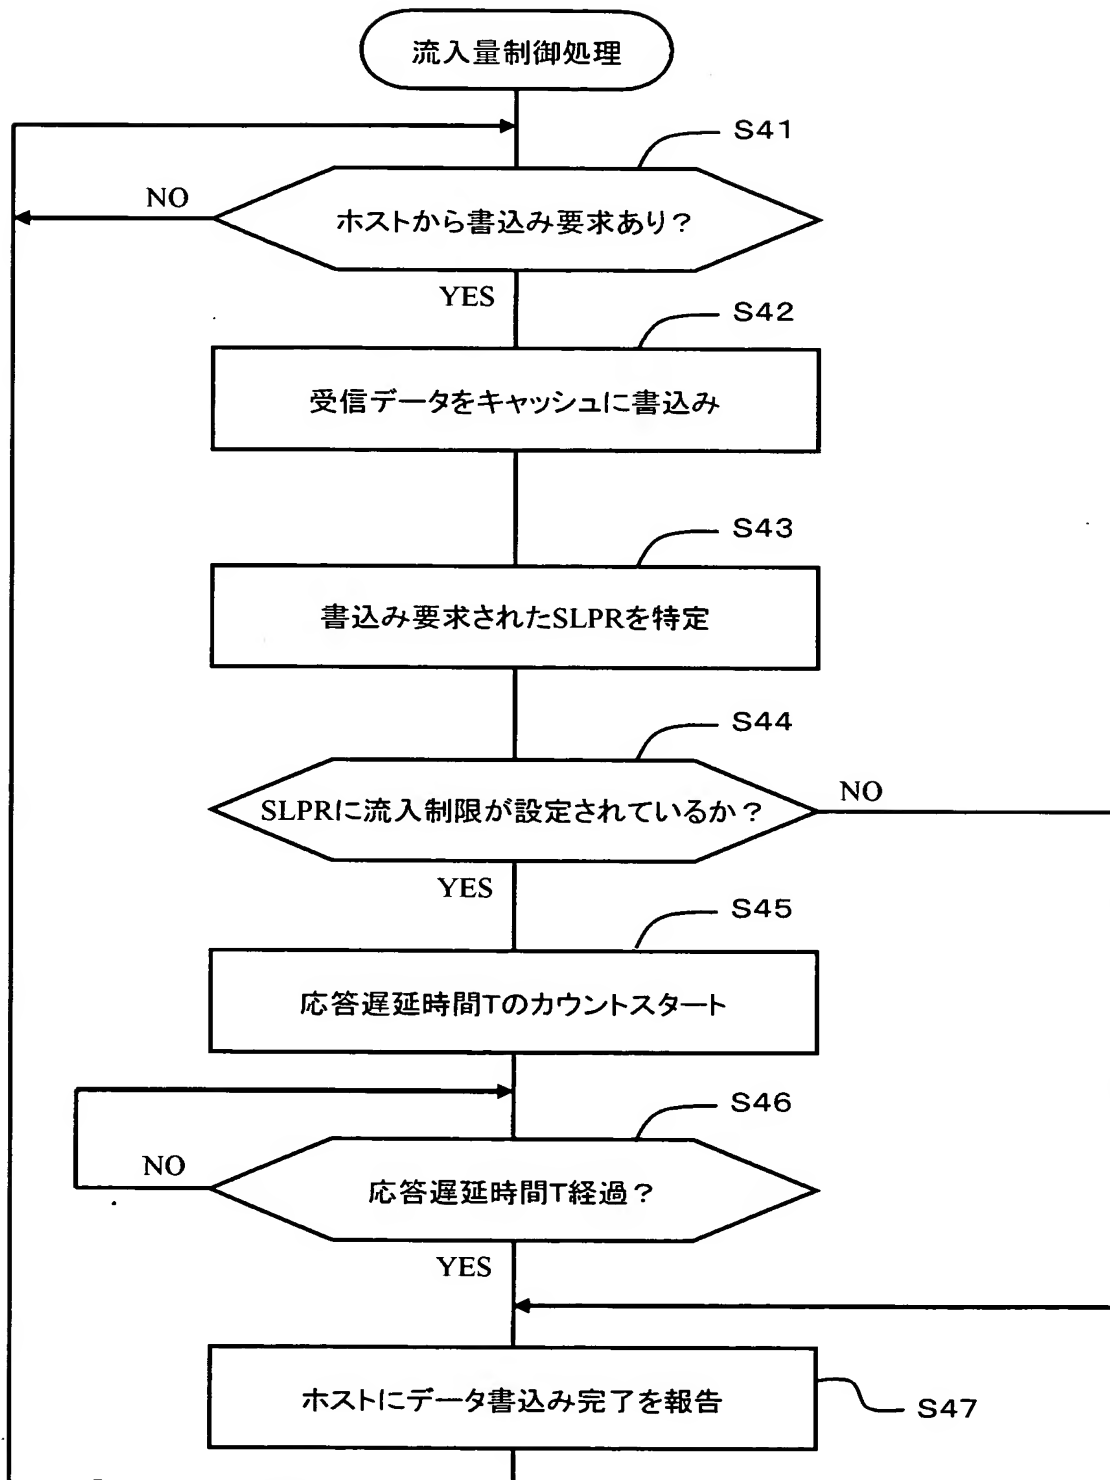 流入量制御処理
S41
NO
ホストから書込み要求あり?
YES
S42
受信データをキャッシュに書込み
S43
書込み要求されたSLPRを特定
S44
SLPRに流入制限が設定されているか?
NO
YES
S45
応答遅延時間Tのカウントスタート
S46
NO
応答遅延時間T経過?
YES
ホストにデータ書込み完了を報告
S47